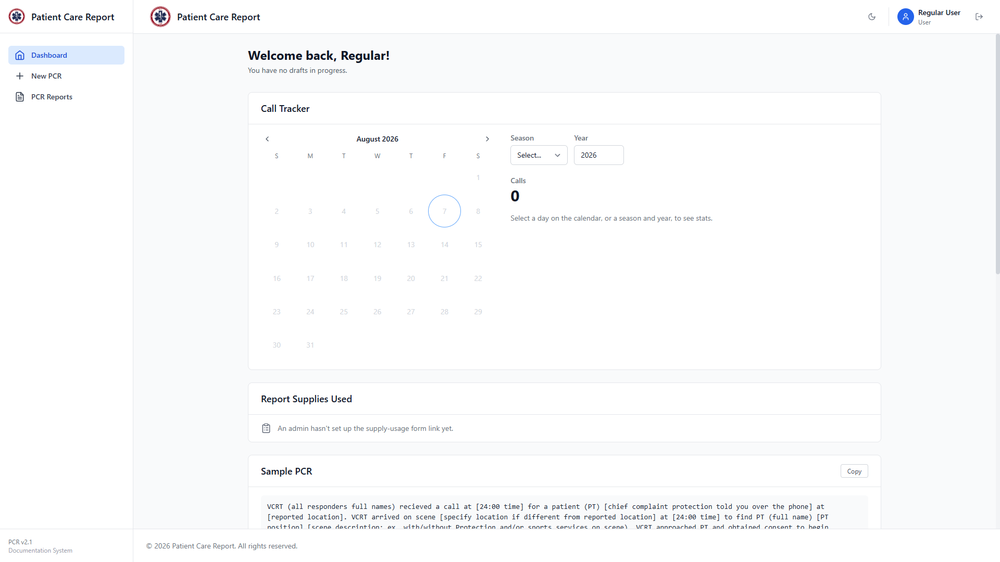 Patient Care Report
Patient Care Report
Regular User
User
Dashboard
New PCR
PCR Reports
Welcome back, Regular!
You have no drafts in progress.
Call Tracker
August 2026
S M T W T F S
1
2 3 4 5 6 7 8
9 10 11 12 13 14 15
16 17 18 19 20 21 22
23 24 25 26 27 28 29
30 31
Season Year
Select... 2026
Calls
0
Select a day on the calendar, or a season and year, to see stats.
Report Supplies Used
An admin hasn't set up the supply-usage form link yet.
Sample PCR
Copy
VCRT (all responders full names) recieved a call at [24:00 time] for a patient (PT) [chief complaint protection told you over the phone] at
[reported location]. VCRT arrived on scene [specify location if different from reported location] at [24:00 time] to find PT (full name) [PT
position] [scene description: ex. with/without Protection and/or sports services on scene). VCRT approached PT and obtained consent to begin
PCR v2.1
Documentation System
© 2026 Patient Care Report. All rights reserved.